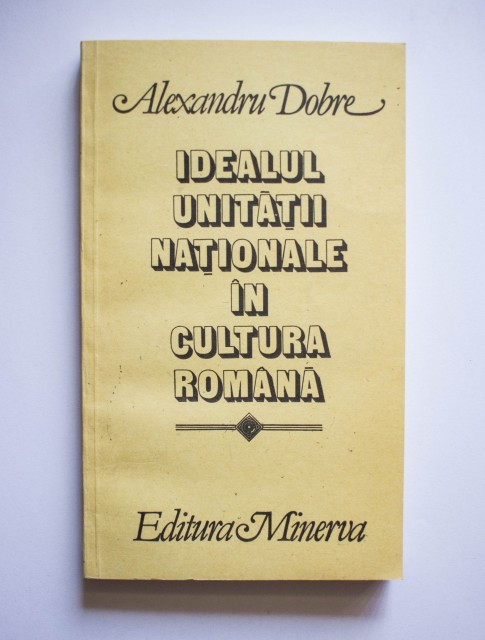 Alexandru Dobre
IDEALUL
UNITĂȚII
NAȚIONALE
ÎN
CULTURA
ROMÂNĂ
Editura Minerva